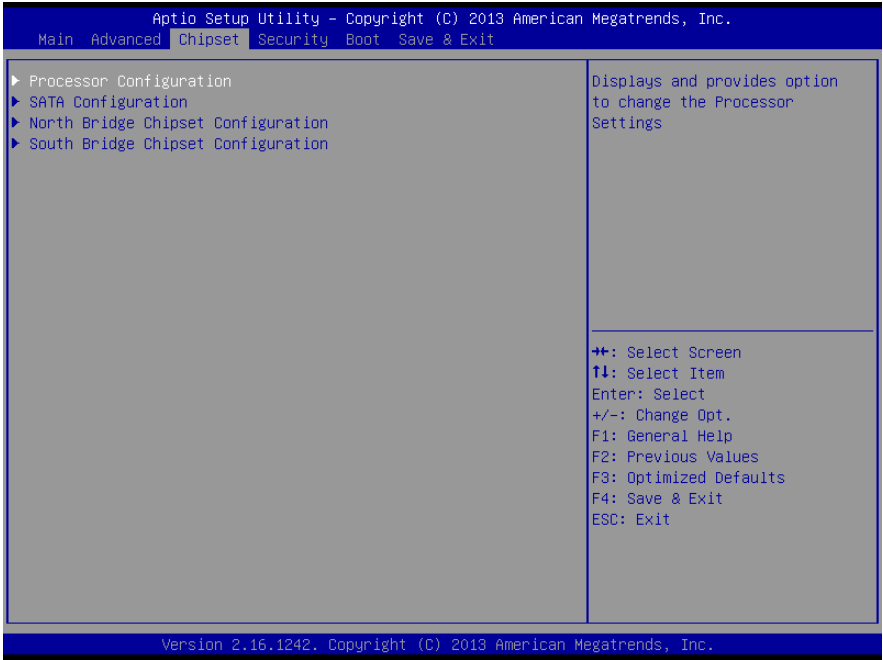 Aptio Setup Utility – Copyright (C) 2013 American Megatrends, Inc.
Main Advanced Chipset Security Boot Save & Exit
Processor Configuration
SATA Configuration
North Bridge Chipset Configuration
South Bridge Chipset Configuration
Displays and provides option
to change the Processor
Settings
→←: Select Screen
↑↓: Select Item
Enter: Select
+/-: Change Opt.
F1: General Help
F2: Previous Values
F3: Optimized Defaults
F4: Save & Exit
ESC: Exit
Version 2.16.1242. Copyright (C) 2013 American Megatrends, Inc.